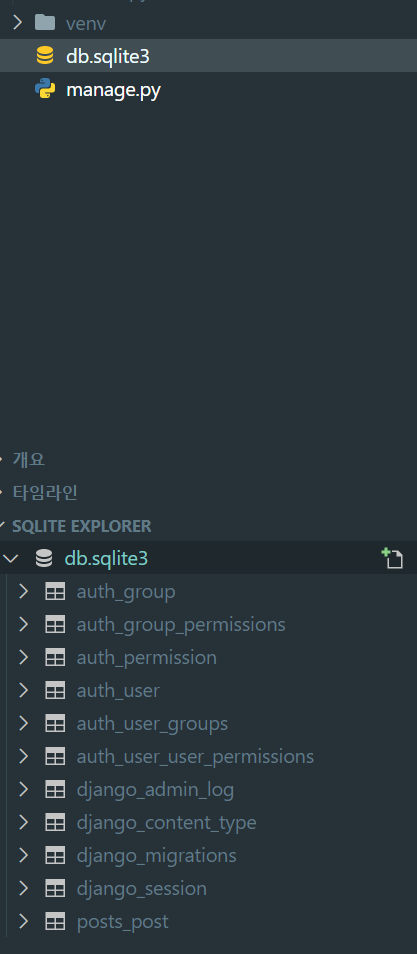 venv
db.sqlite3
manage.py
개요
타임라인
SQLITE EXPLORER
db.sqlite3
auth_group
auth_group_permissions
auth_permission
auth_user
auth_user_groups
auth_user_user_permissions
django_admin_log
django_content_type
django_migrations
django_session
posts_post